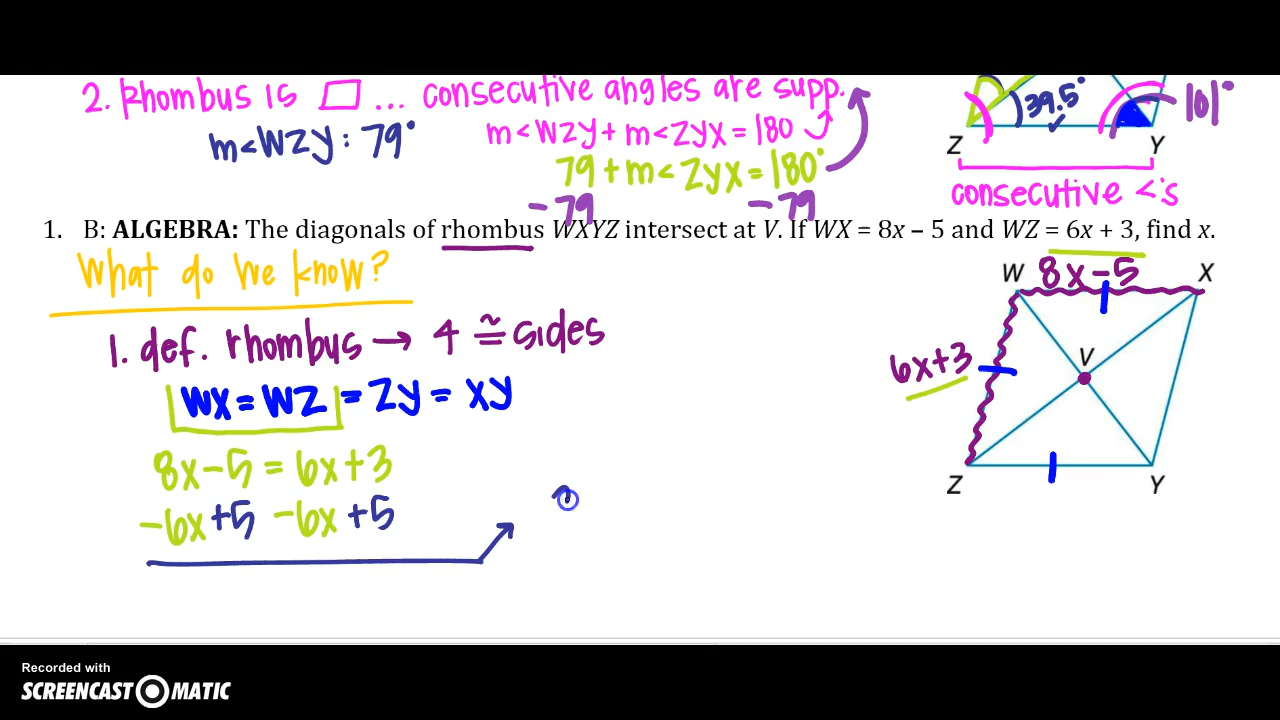 2. Rhombus is ▱ ... consecutive angles are supp.
m<WZY : 79°
m<WZY + m<ZYX = 180
79 + m<ZYX = 180°
-79 -79
39.5°
101°
Z Y
consecutive <'s
1. B: ALGEBRA: The diagonals of rhombus WXYZ intersect at V. If WX = 8x – 5 and WZ = 6x + 3, find x.
What do we know?
1. def. rhombus → 4 ≅ sides
WX = WZ = ZY = XY
8x-5 = 6x+3
-6x +5 -6x +5
W 8x-5 X
6x+3 V
Z Y
Recorded with
SCREENCAST MATIC